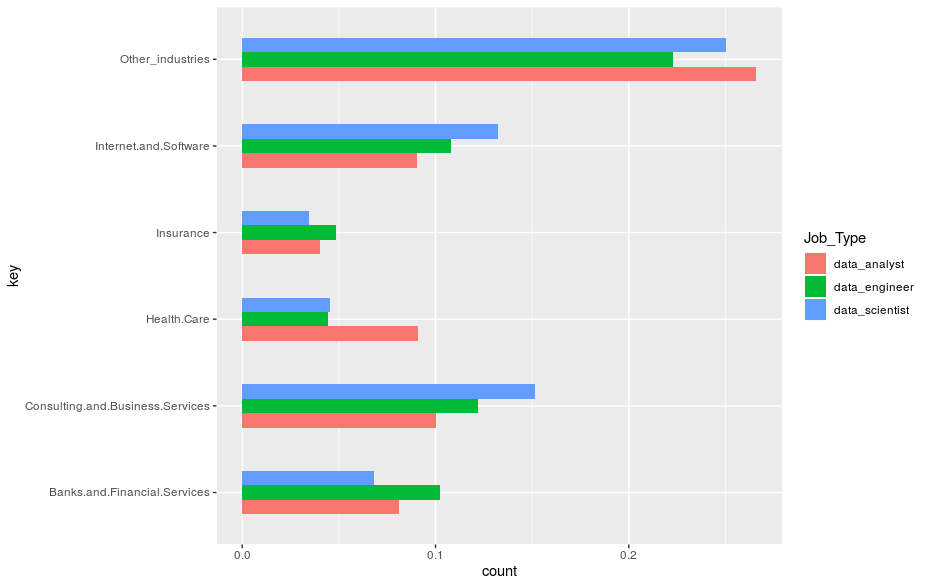 Other_industries
Internet.and.Software
Insurance
Health.Care
Consulting.and.Business.Services
Banks.and.Financial.Services
key
0.0 0.1 0.2
count
Job_Type
data_analyst
data_engineer
data_scientist